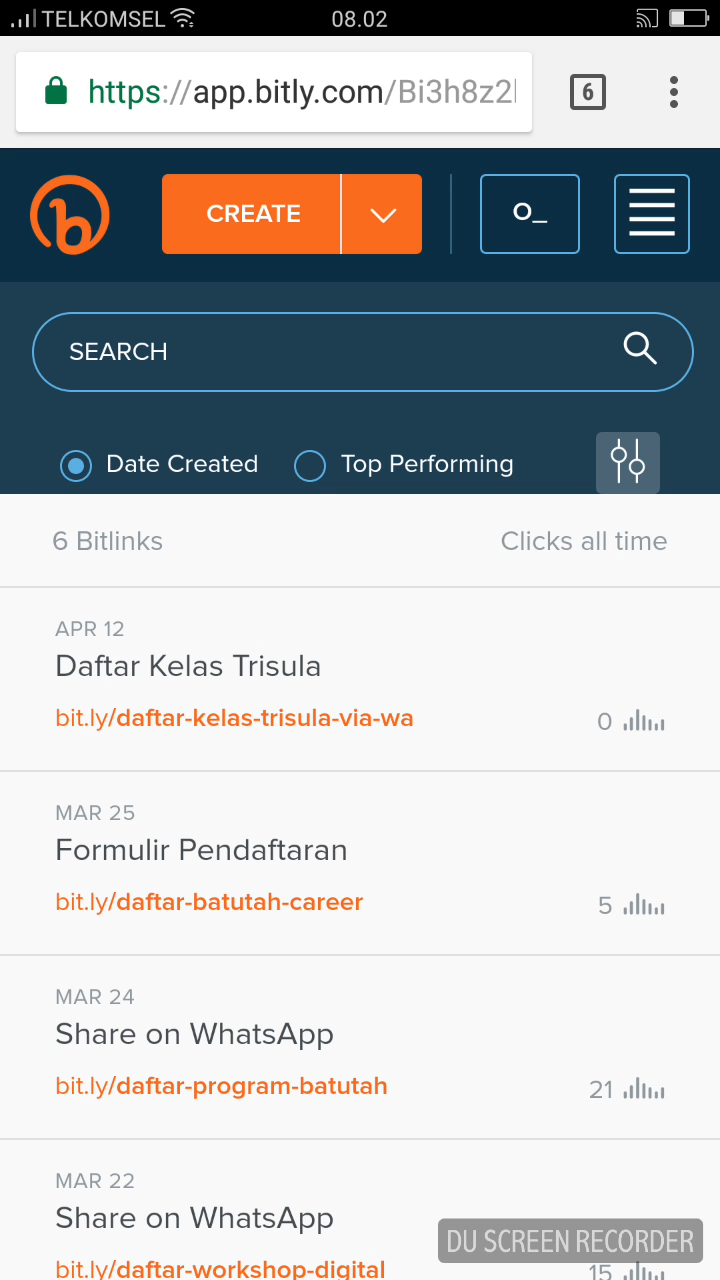 TELKOMSEL 08.02
https://app.bitly.com/Bi3h8z2
6
b CREATE O_
SEARCH
Date Created Top Performing
6 Bitlinks Clicks all time
APR 12
Daftar Kelas Trisula
bit.ly/daftar-kelas-trisula-via-wa 0
MAR 25
Formulir Pendaftaran
bit.ly/daftar-batutah-career 5
MAR 24
Share on WhatsApp
bit.ly/daftar-program-batutah 21
MAR 22
Share on WhatsApp
bit.ly/daftar-workshop-digital 15
DU SCREEN RECORDER